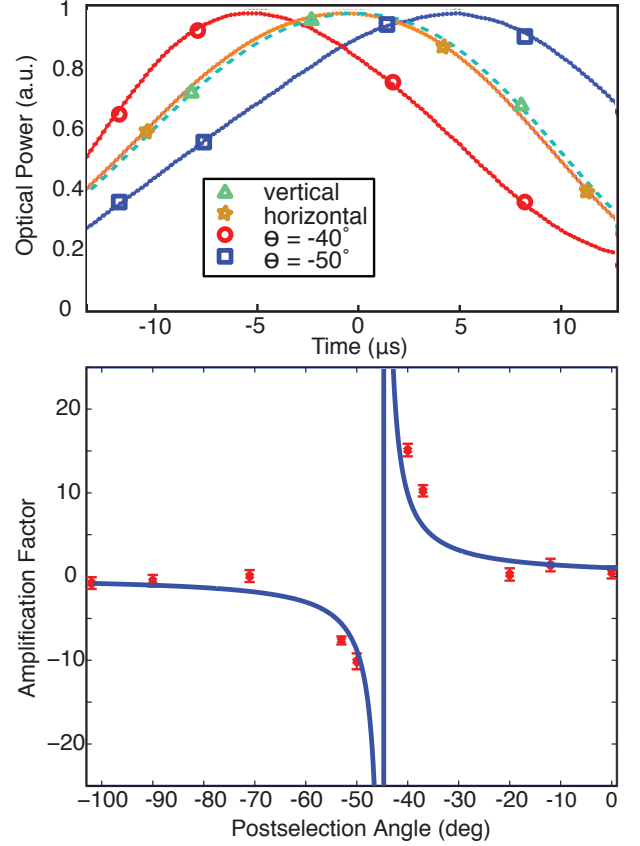 Optical Power (a.u.)
1
0.8
0.6
0.4
0.2
0
vertical
horizontal
ϴ = -40°
ϴ = -50°
-10 -5 0 5 10
Time (μs)
Amplification Factor
20
10
0
−10
−20
−100 -90 -80 -70 -60 -50 -40 -30 -20 -10 0
Postselection Angle (deg)